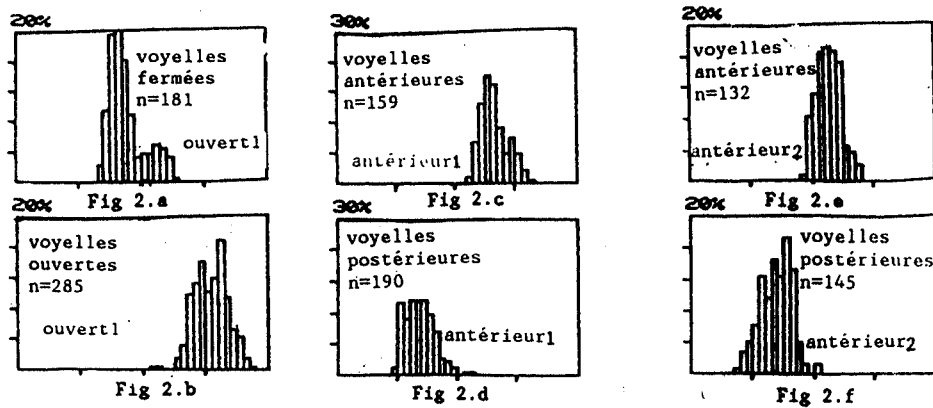 20%
voyelles
fermées
n=181
ouvert1
Fig 2.a
30%
voyelles
antérieures
n=159
antérieur1
Fig 2.c
20%
voyelles
antérieures
n=132
antérieur2
Fig 2.e
20%
voyelles
ouvertes
n=285
ouvert1
Fig 2.b
30%
voyelles
postérieures
n=190
antérieur1
Fig 2.d
20%
voyelles
postérieures
n=145
antérieur2
Fig 2.f